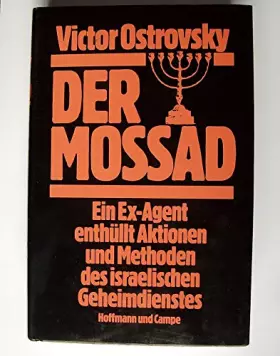 Victor Ostrovsky
DER
MOSSAD
Ein Ex-Agent
enthüllt Aktionen
und Methoden
des israelischen
Geheimdienstes
Hoffmann und Campe